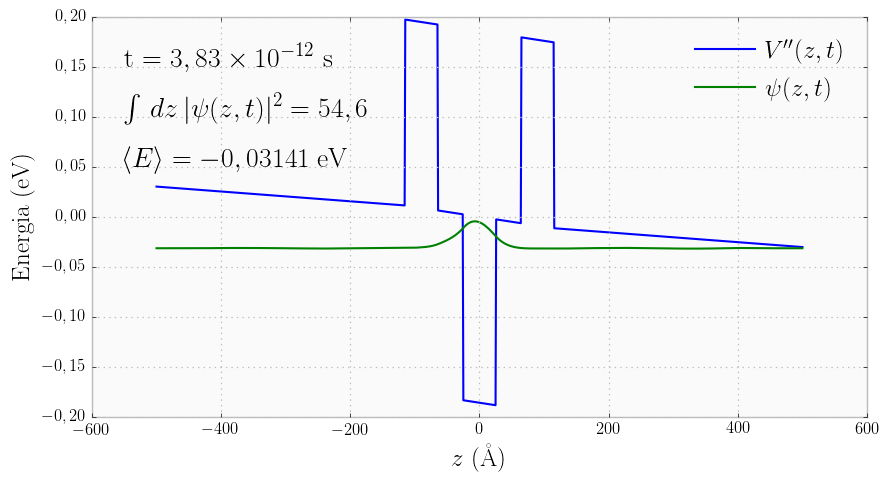 0,20
0,15
0,10
0,05
0,00
−0,05
−0,10
−0,15
−0,20
Energia (eV)
t = 3,83 × 10⁻¹² s
∫ dz |ψ(z, t)|² = 54,6
⟨E⟩ = −0,03141 eV
V′′(z, t)
ψ(z, t)
−600 −400 −200 0 200 400 600
z (Å)